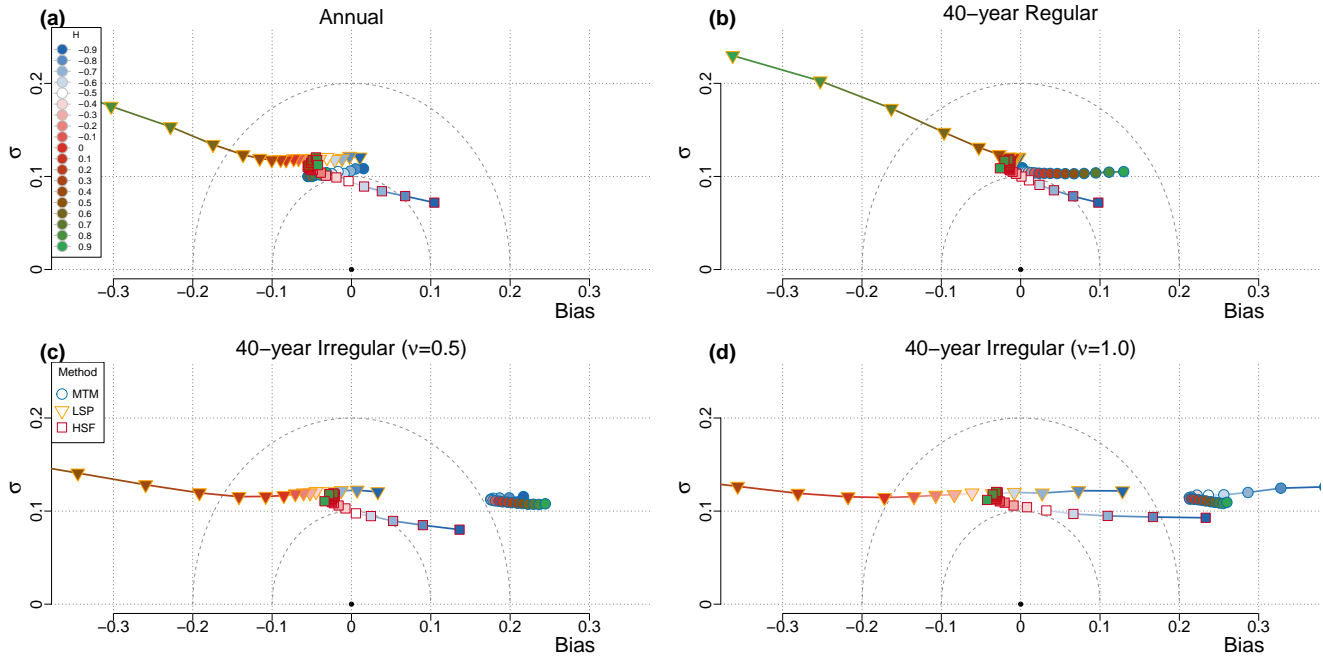 (a)
Annual
H
−0.9
−0.8
−0.7
−0.6
−0.5
−0.4
−0.3
−0.2
−0.1
0
0.1
0.2
0.3
0.4
0.5
0.6
0.7
0.8
0.9
σ
0.2
0.1
0
−0.3
−0.2
−0.1
0
0.1
0.2
0.3
Bias
(b)
40−year Regular
σ
0.2
0.1
0
−0.3
−0.2
−0.1
0
0.1
0.2
0.3
Bias
(c)
40−year Irregular (ν=0.5)
Method
MTM
LSP
HSF
σ
0.2
0.1
0
−0.3
−0.2
−0.1
0
0.1
0.2
0.3
Bias
(d)
40−year Irregular (ν=1.0)
σ
0.2
0.1
0
−0.3
−0.2
−0.1
0
0.1
0.2
0.3
Bias